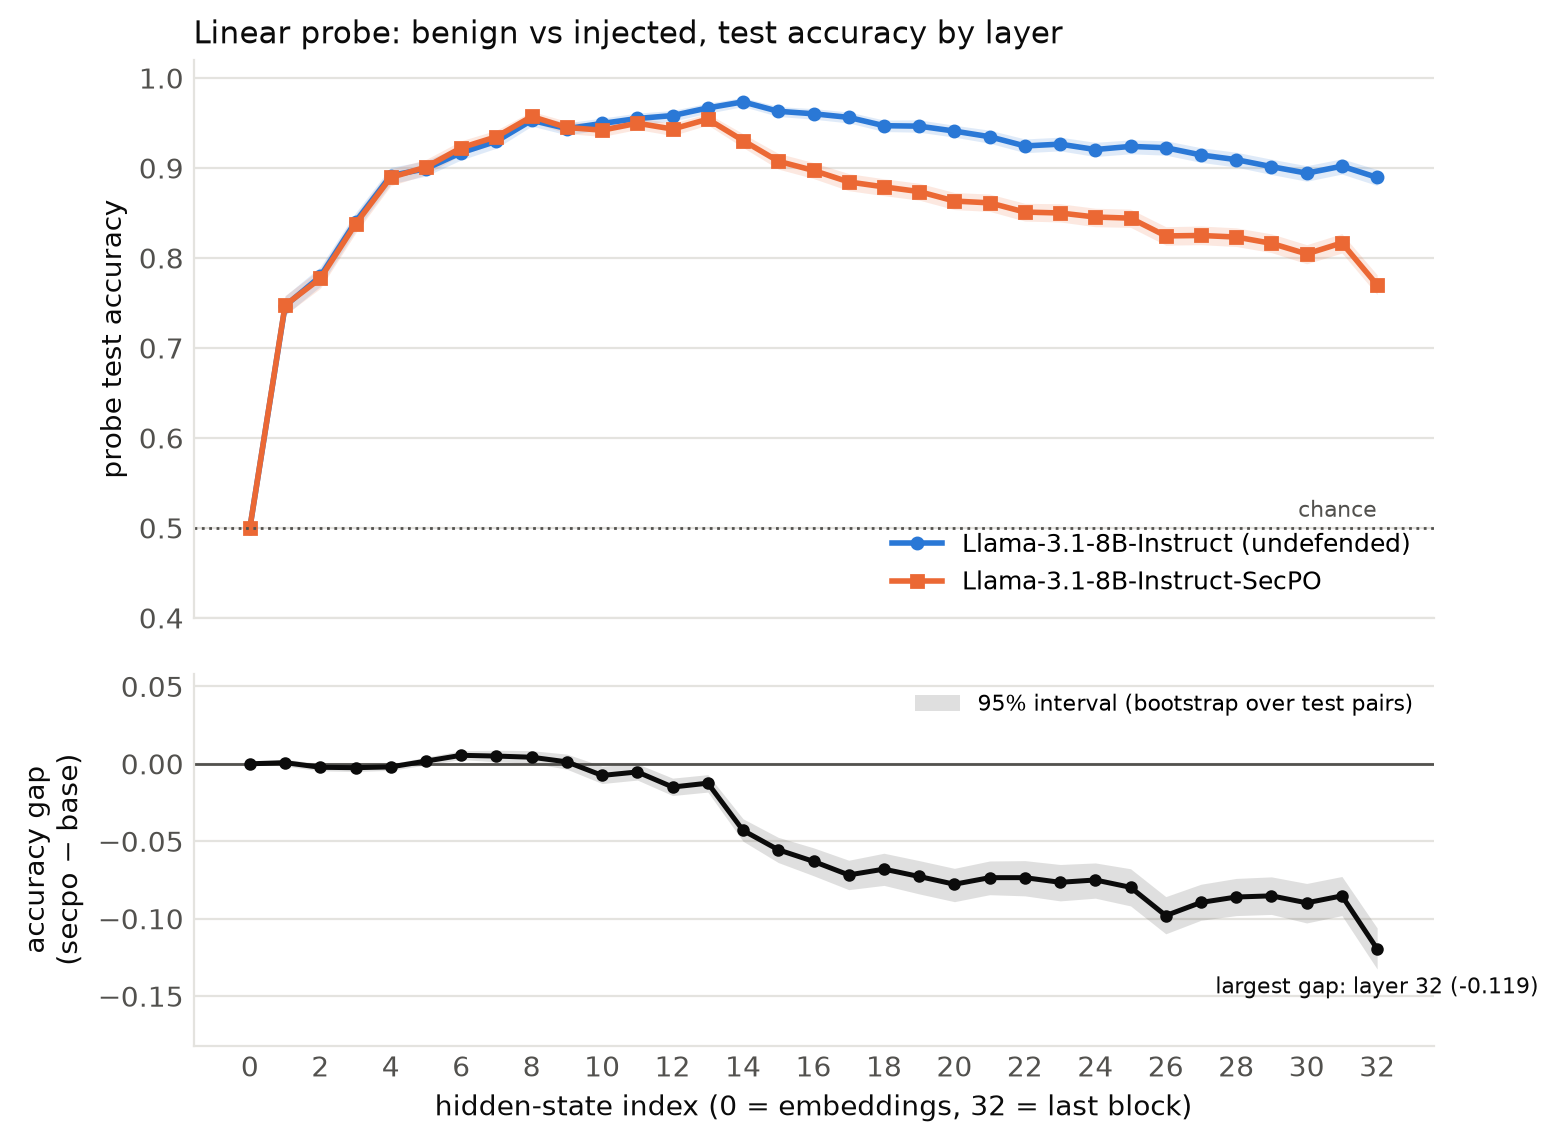 Linear probe: benign vs injected, test accuracy by layer
1.0
0.9
0.8
0.7
0.6
0.5
0.4
probe test accuracy
chance
Llama-3.1-8B-Instruct (undefended)
Llama-3.1-8B-Instruct-SecPO
0.05
0.00
−0.05
−0.10
−0.15
accuracy gap
(secpo − base)
95% interval (bootstrap over test pairs)
largest gap: layer 32 (-0.119)
0 2 4 6 8 10 12 14 16 18 20 22 24 26 28 30 32
hidden-state index (0 = embeddings, 32 = last block)